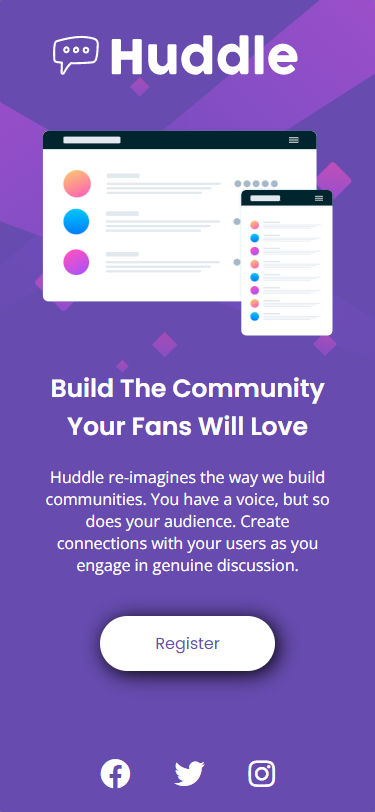 Huddle
Build The Community
Your Fans Will Love
Huddle re-imagines the way we build
communities. You have a voice, but so
does your audience. Create
connections with your users as you
engage in genuine discussion.
Register